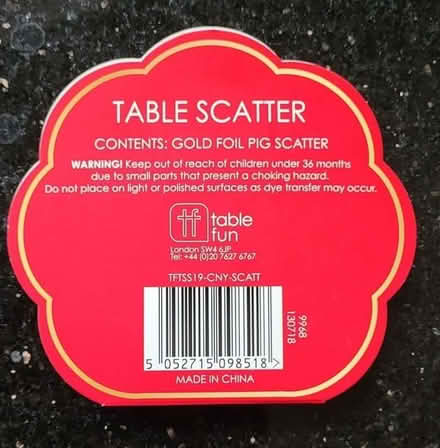 TABLE SCATTER
CONTENTS: GOLD FOIL PIG SCATTER
WARNING! Keep out of reach of children under 36 months
due to small parts that present a choking hazard.
Do not place on light or polished surfaces as dye transfer may occur.
tf table
fun
London SW4 6JP
Tel: +44 (0)20 7627 6767
TFTSS19-CNY-SCATT
9968
130718
5 052715 098518 >
MADE IN CHINA